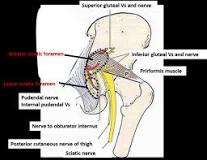 Superior gluteal Vs and nerve
Greater sciatic foramen
Inferior gluteal Vs and nerve
Piriformis muscle
Lesser sciatic foramen
Pudendal nerve
Internal pudendal Vs
Nerve to obturator internus
Posterior cutaneous nerve of thigh
Sciatic nerve